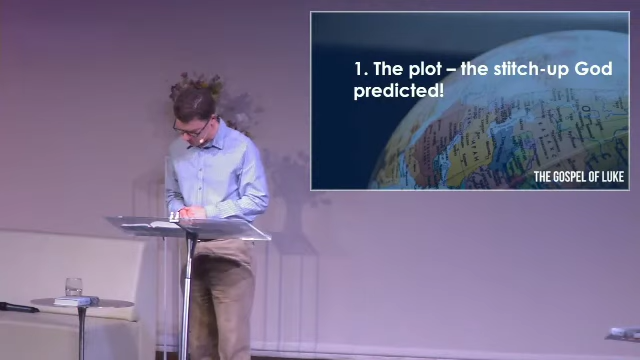 1. The plot – the stitch-up God
predicted!
THE GOSPEL OF LUKE